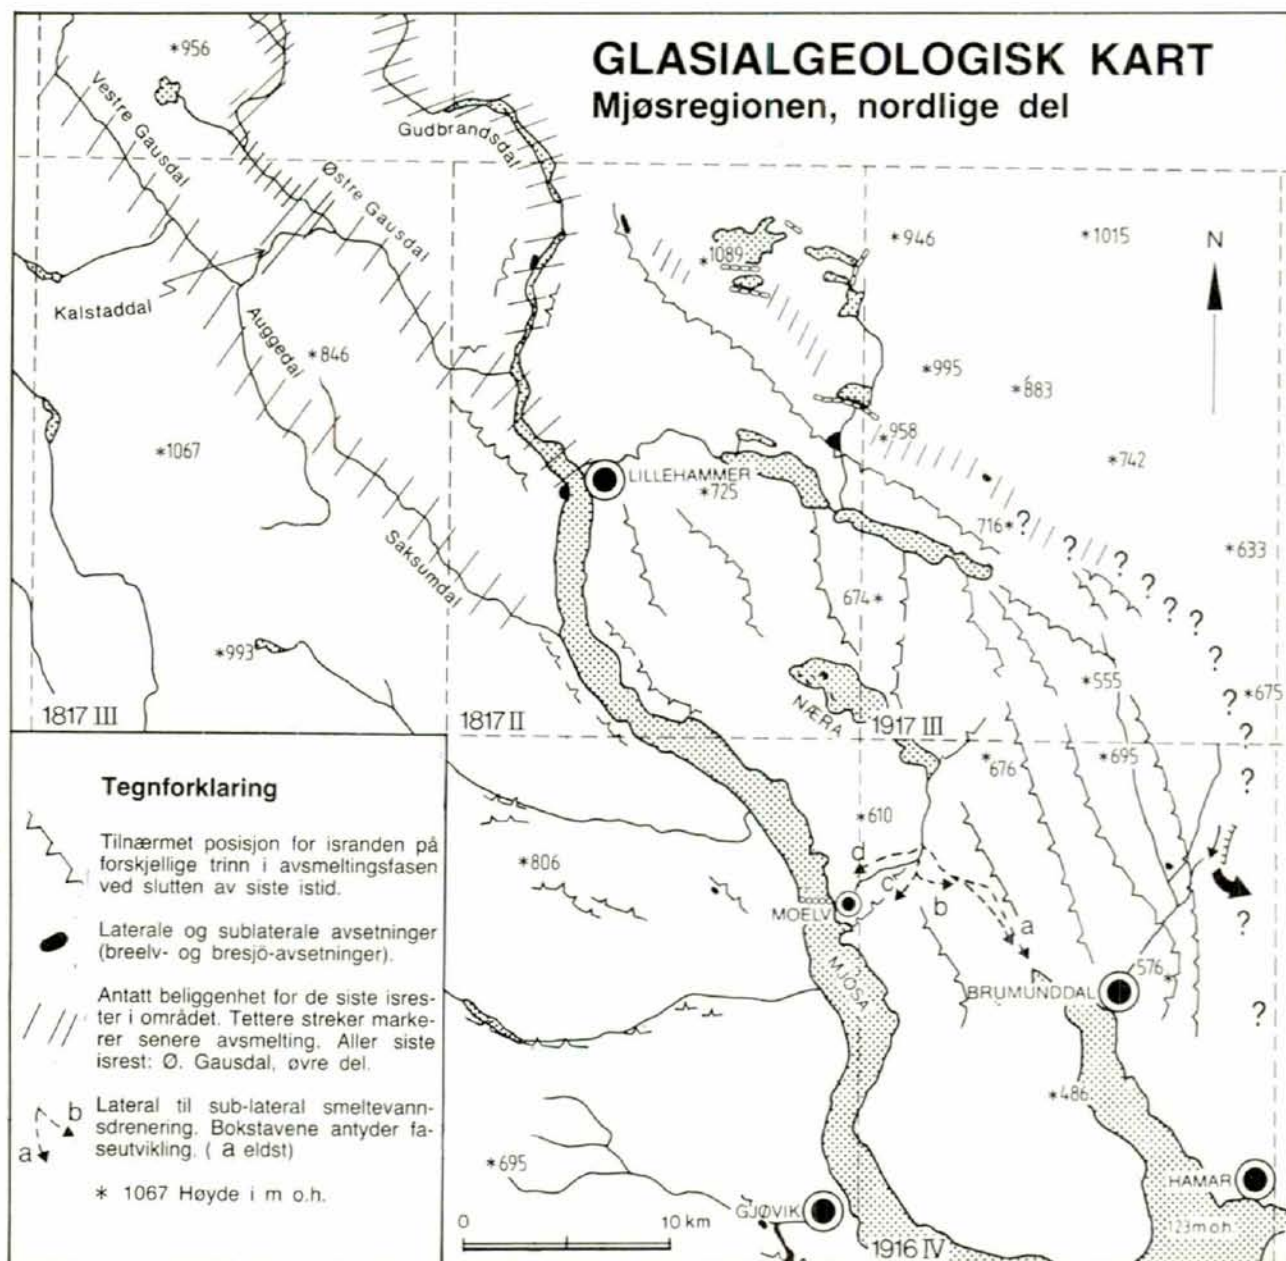 GLASIALGEOLOGISK KART
Mjøsregionen, nordlige del
*956
Vestre Gausdal
Gudbrandsdal
Østre Gausdal
*1089
*946
*1015
N
Kalstaddal
Auggedal
*846
*995
*883
*1067
*958
*742
LILLEHAMMER
*725
716*
?
?
?
?
?
?
?
*633
Saksumdal
674*
*993
*555
?
*675
?
1817 III
1817 II
NÆRA
1917 III
?
*676
*695
?
*610
*806
d
c
b
a
MOELV
MJØSA
?
576
*
BRUMUNDDAL
?
*486
*695
HAMAR
GJØVIK
123 m o.h.
0 10 km
1916 IV
Tegnforklaring
Tilnærmet posisjon for isranden på
forskjellige trinn i avsmeltingsfasen
ved slutten av siste istid.
Laterale og sublaterale avsetninger
(breelv- og bresjö-avsetninger).
Antatt beliggenhet for de siste isres-
ter i området. Tettere streker marke-
rer senere avsmelting. Aller siste
isrest: Ø. Gausdal, øvre del.
b
a
Lateral til sub-lateral smeltevann-
sdrenering. Bokstavene antyder fa-
seutvikling. ( a eldst)
* 1067 Høyde i m o.h.